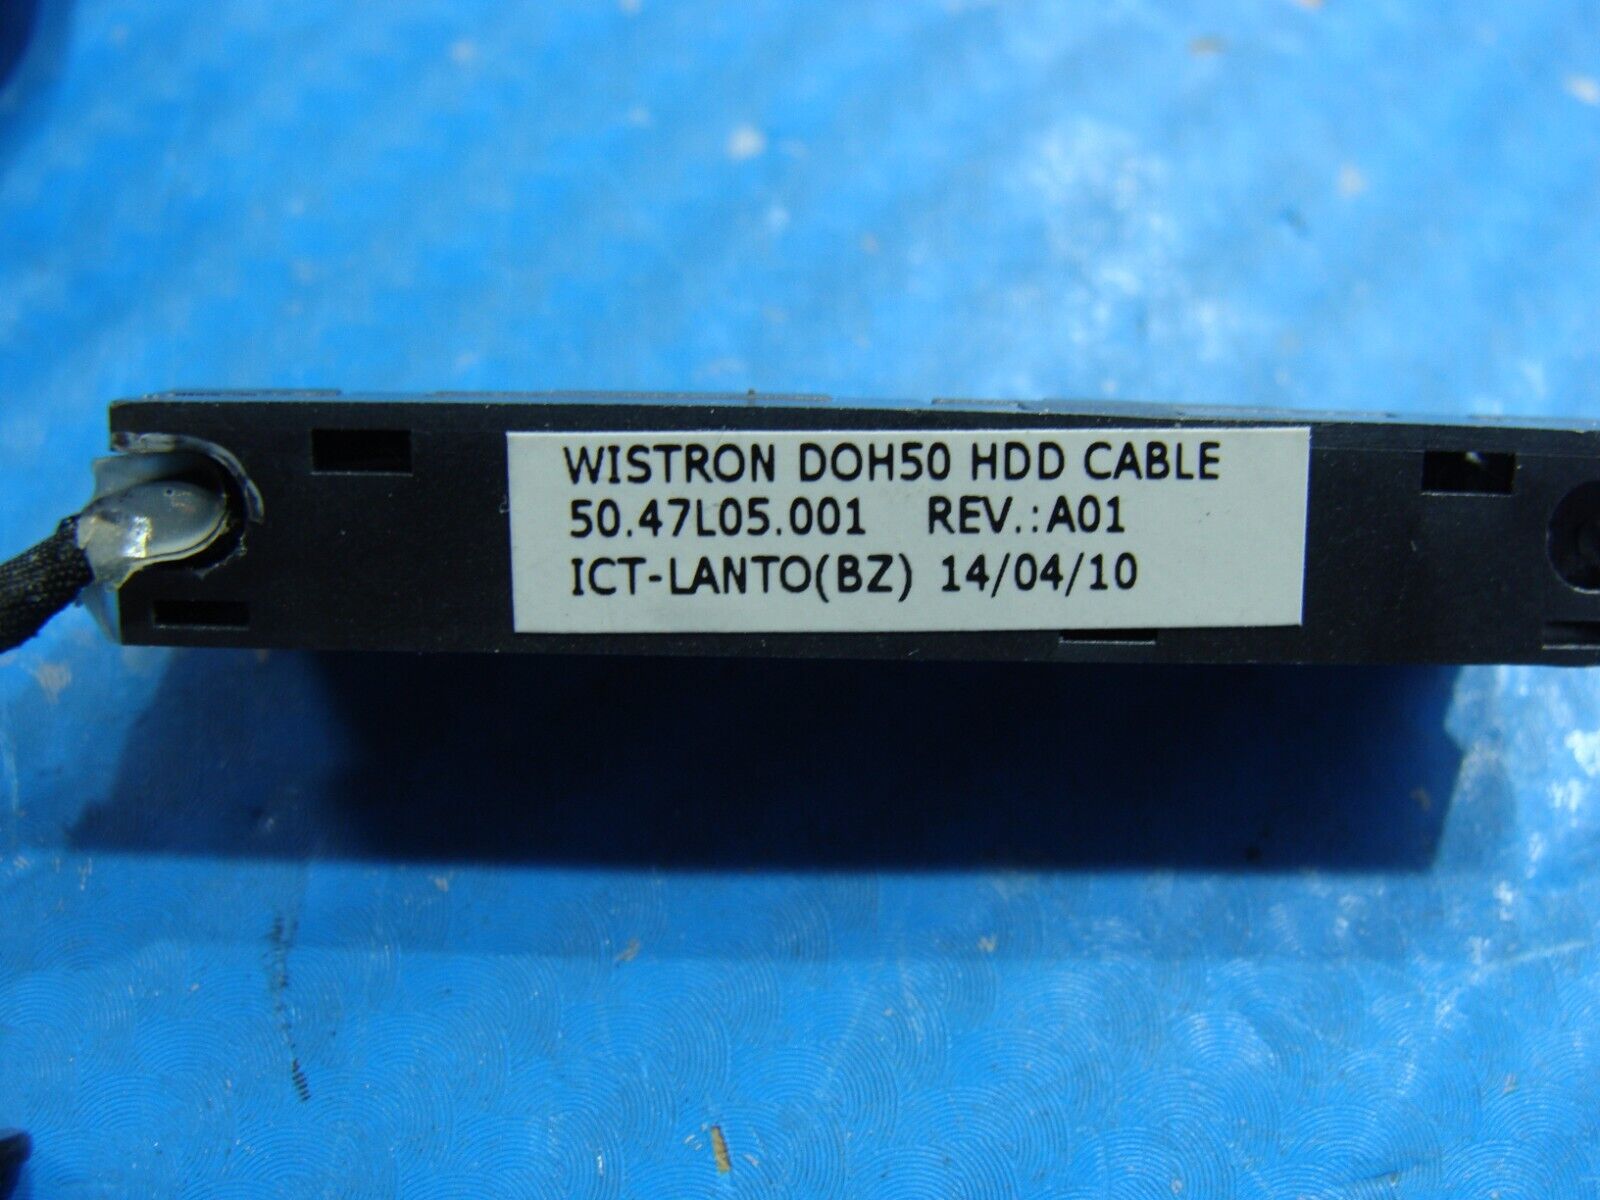 WISTRON DOH50 HDD CABLE
50.47L05.001 REV.:A01
ICT-LANTO(BZ) 14/04/10